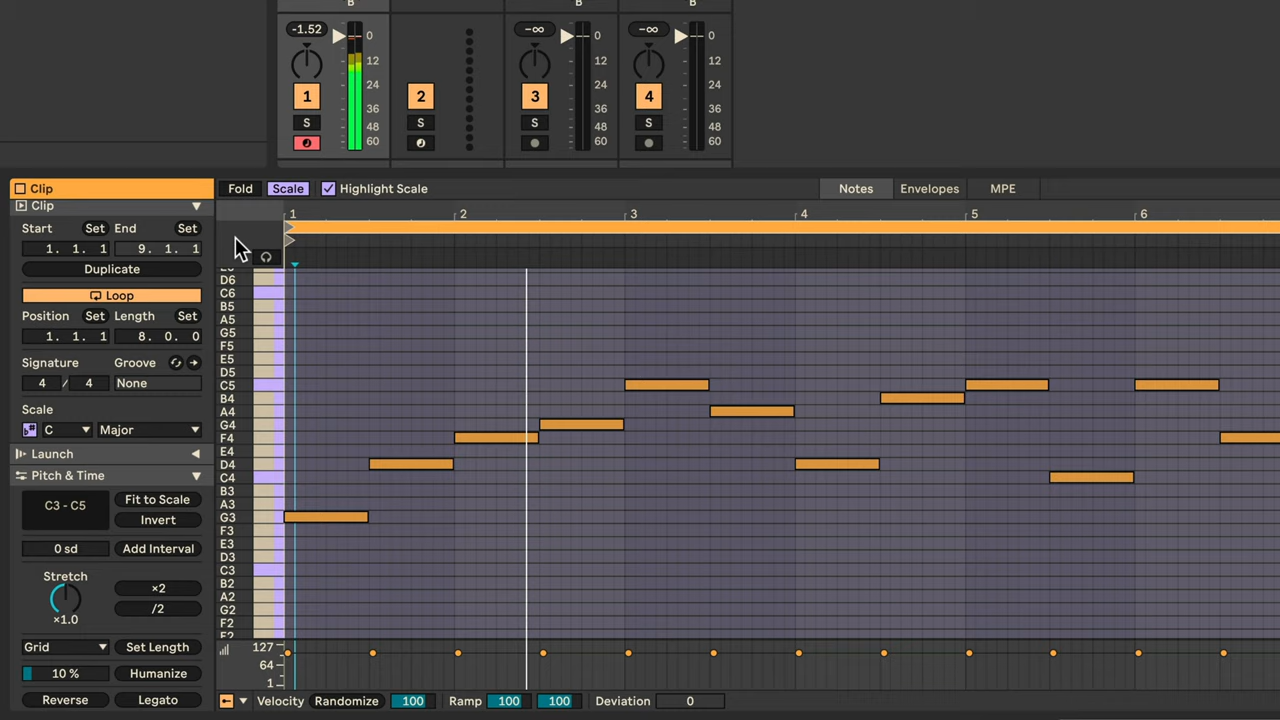 B B B
-1.52 0 -∞ 0 -∞ 0
12 12 12
24 24 24
1 2 3 4
36 36 36
S S S S
48 48 48
60 60 60
Clip Fold Scale Highlight Scale Notes Envelopes MPE
Clip
1 2 3 4 5 6
Start Set End Set
1. 1. 1 9. 1. 1
Duplicate
D6
Loop C6
B5
Position Set Length Set A5
1. 1. 1 8. 0. 0 G5
F5
Signature Groove E5
D5
4 / 4 None C5
B4
Scale A4
G4
C Major F4
E4
Launch D4
Pitch & Time C4
B3
C3 - C5 Fit to Scale A3
Invert G3
F3
0 sd Add Interval E3
D3
Stretch C3
×2 B2
A2
/2 G2
×1.0 F2
E2
Grid Set Length 127
64
10 % Humanize 1
Reverse Legato Velocity Randomize 100 Ramp 100 100 Deviation 0